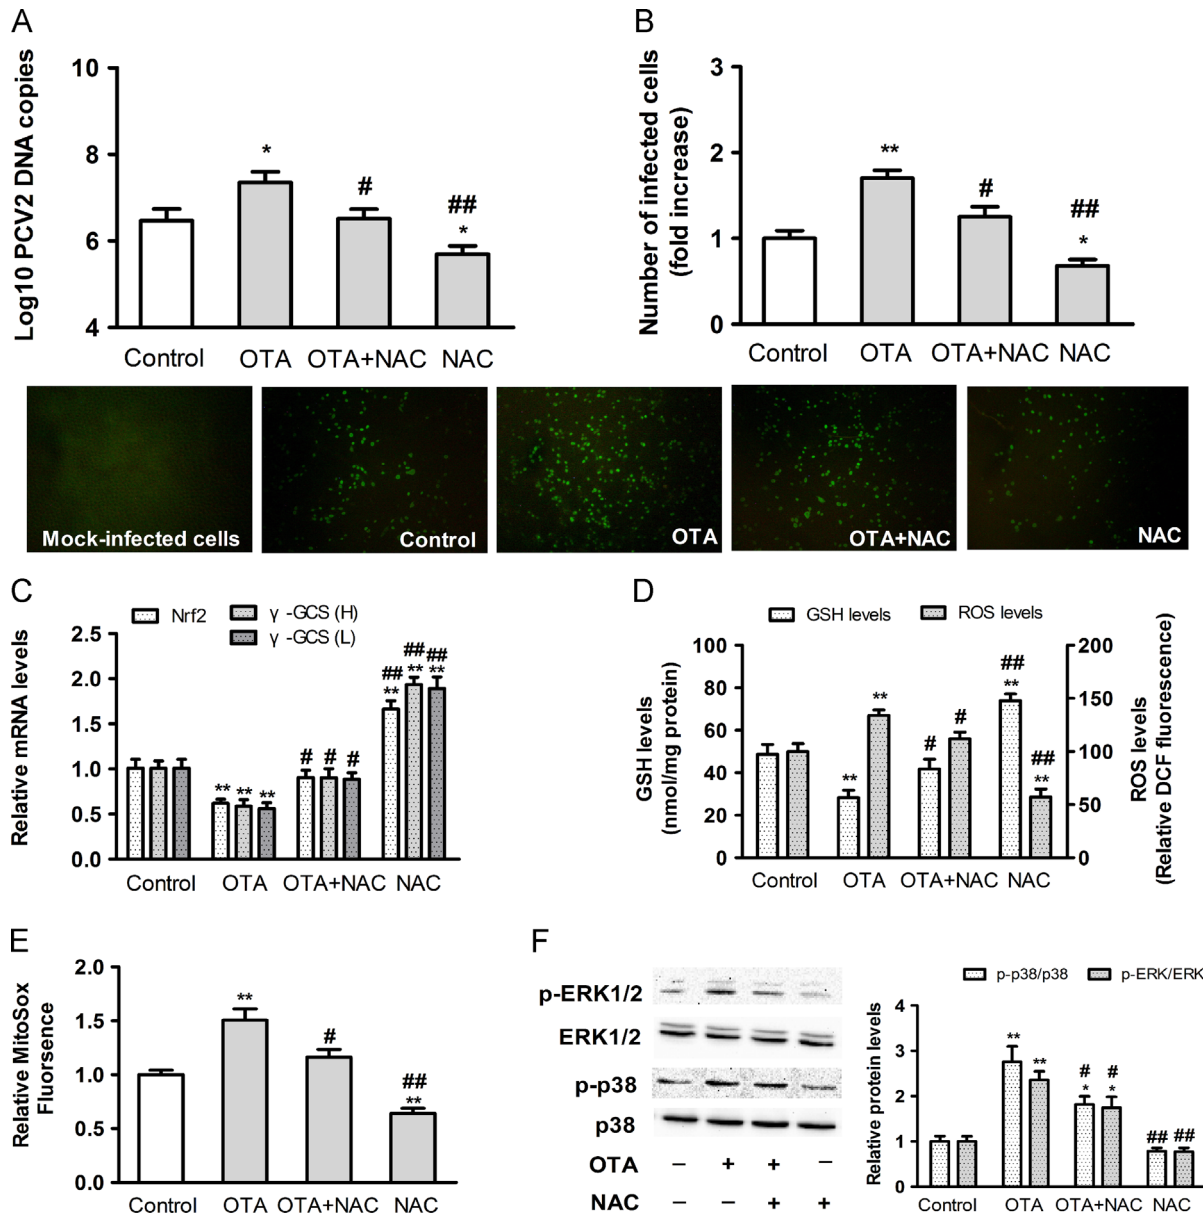 A
Log10 PCV2 DNA copies
10
8
6
4
*
#
##
*
Control
OTA
OTA+NAC
NAC
B
Number of infected cells
(fold increase)
3
2
1
0
**
#
##
*
Control
OTA
OTA+NAC
NAC
Mock-infected cells
Control
OTA
OTA+NAC
NAC
C
Nrf2
γ -GCS (H)
γ -GCS (L)
Relative mRNA levels
2.5
2.0
1.5
1.0
0.5
0.0
** ** **
# # #
## ## ##
** ** **
Control
OTA
OTA+NAC
NAC
D
GSH levels
ROS levels
GSH levels
(nmol/mg protein)
100
80
60
40
20
0
200
150
100
50
0
ROS levels
(Relative DCF fluorescence)
**
**
#
#
##
**
##
**
Control
OTA
OTA+NAC
NAC
E
Relative MitoSox
Fluorsence
2.0
1.5
1.0
0.5
0.0
**
#
##
**
Control
OTA
OTA+NAC
NAC
F
p-ERK1/2
ERK1/2
p-p38
p38
OTA − + + −
NAC − − + +
p-p38/p38
p-ERK/ERK
Relative protein levels
4
3
2
1
0
** **
# #
* *
## ##
Control
OTA
OTA+NAC
NAC